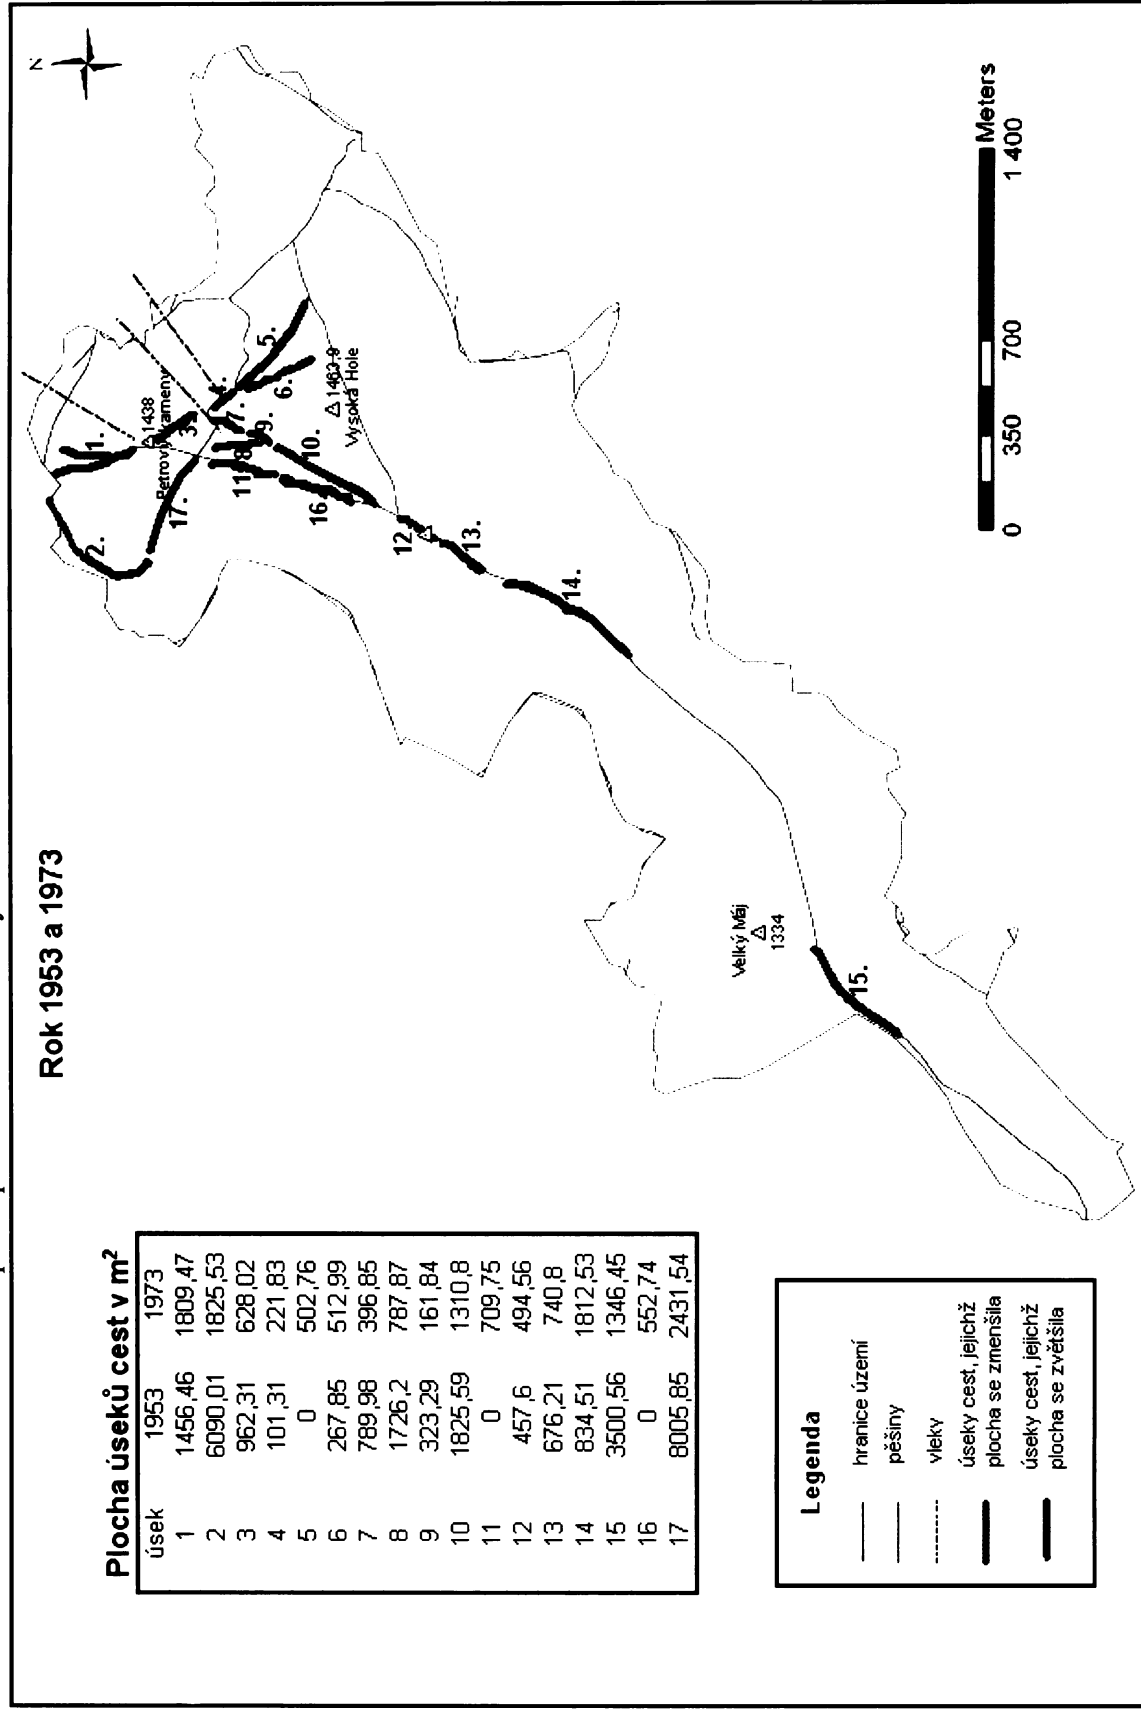 Rok 1953 a 1973
N
Plocha úseků cest v m²
úsek 1953 1973
1 1456,46 1809,47
2 6090,01 1825,53
3 962,31 628,02
4 101,31 221,83
5 0 502,76
6 267,85 512,99
7 789,98 396,85
8 1726,2 787,87
9 323,29 161,84
10 1825,59 1310,8
11 0 709,75
12 457,6 494,56
13 676,21 740,8
14 834,51 1812,53
15 3500,56 1346,45
16 0 552,74
17 8005,85 2431,54
Legenda
hranice území
pěšiny
vleky
úseky cest, jejichž
plocha se zmenšila
úseky cest, jejichž
plocha se zvětšila
1.
2.
3.
4.
5.
6.
7.
8.
9.
10.
11.
12.
13.
14.
15.
16.
17.
1438
Petrovy kameny
1463,9
Vysoká Hole
Velký Máj
1334
Meters
0 350 700 1 400